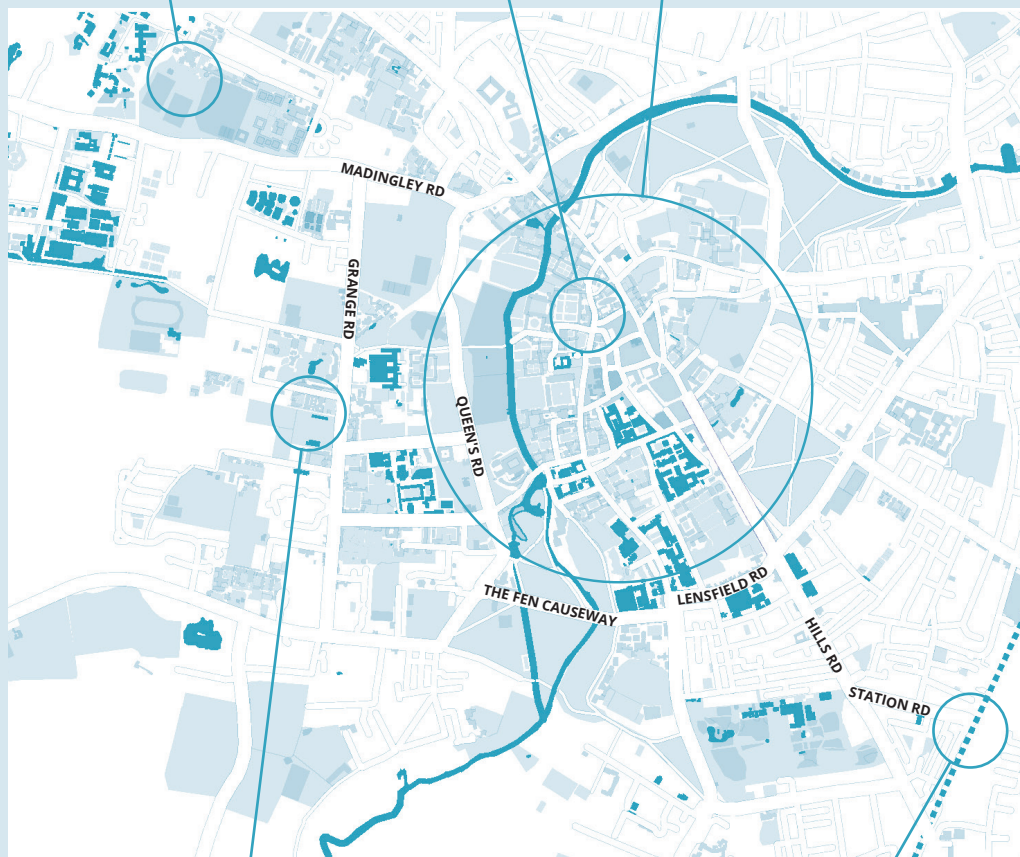 MADINGLEY RD
GRANGE RD
QUEEN'S RD
THE FEN CAUSEWAY
LENSFIELD RD
HILLS RD
STATION RD